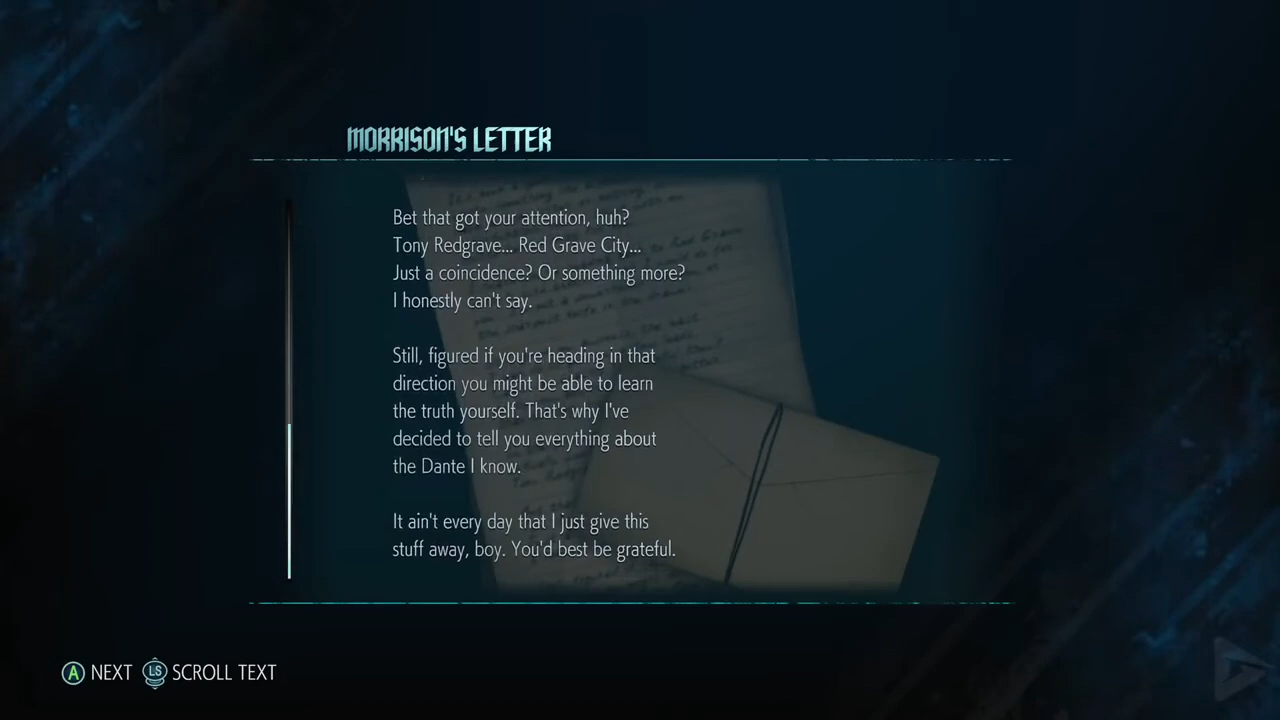 MORRISON'S LETTER
Bet that got your attention, huh?
Tony Redgrave... Red Grave City...
Just a coincidence? Or something more?
I honestly can't say.
Still, figured if you're heading in that
direction you might be able to learn
the truth yourself. That's why I've
decided to tell you everything about
the Dante I know.
It ain't every day that I just give this
stuff away, boy. You'd best be grateful.
A NEXT LS SCROLL TEXT